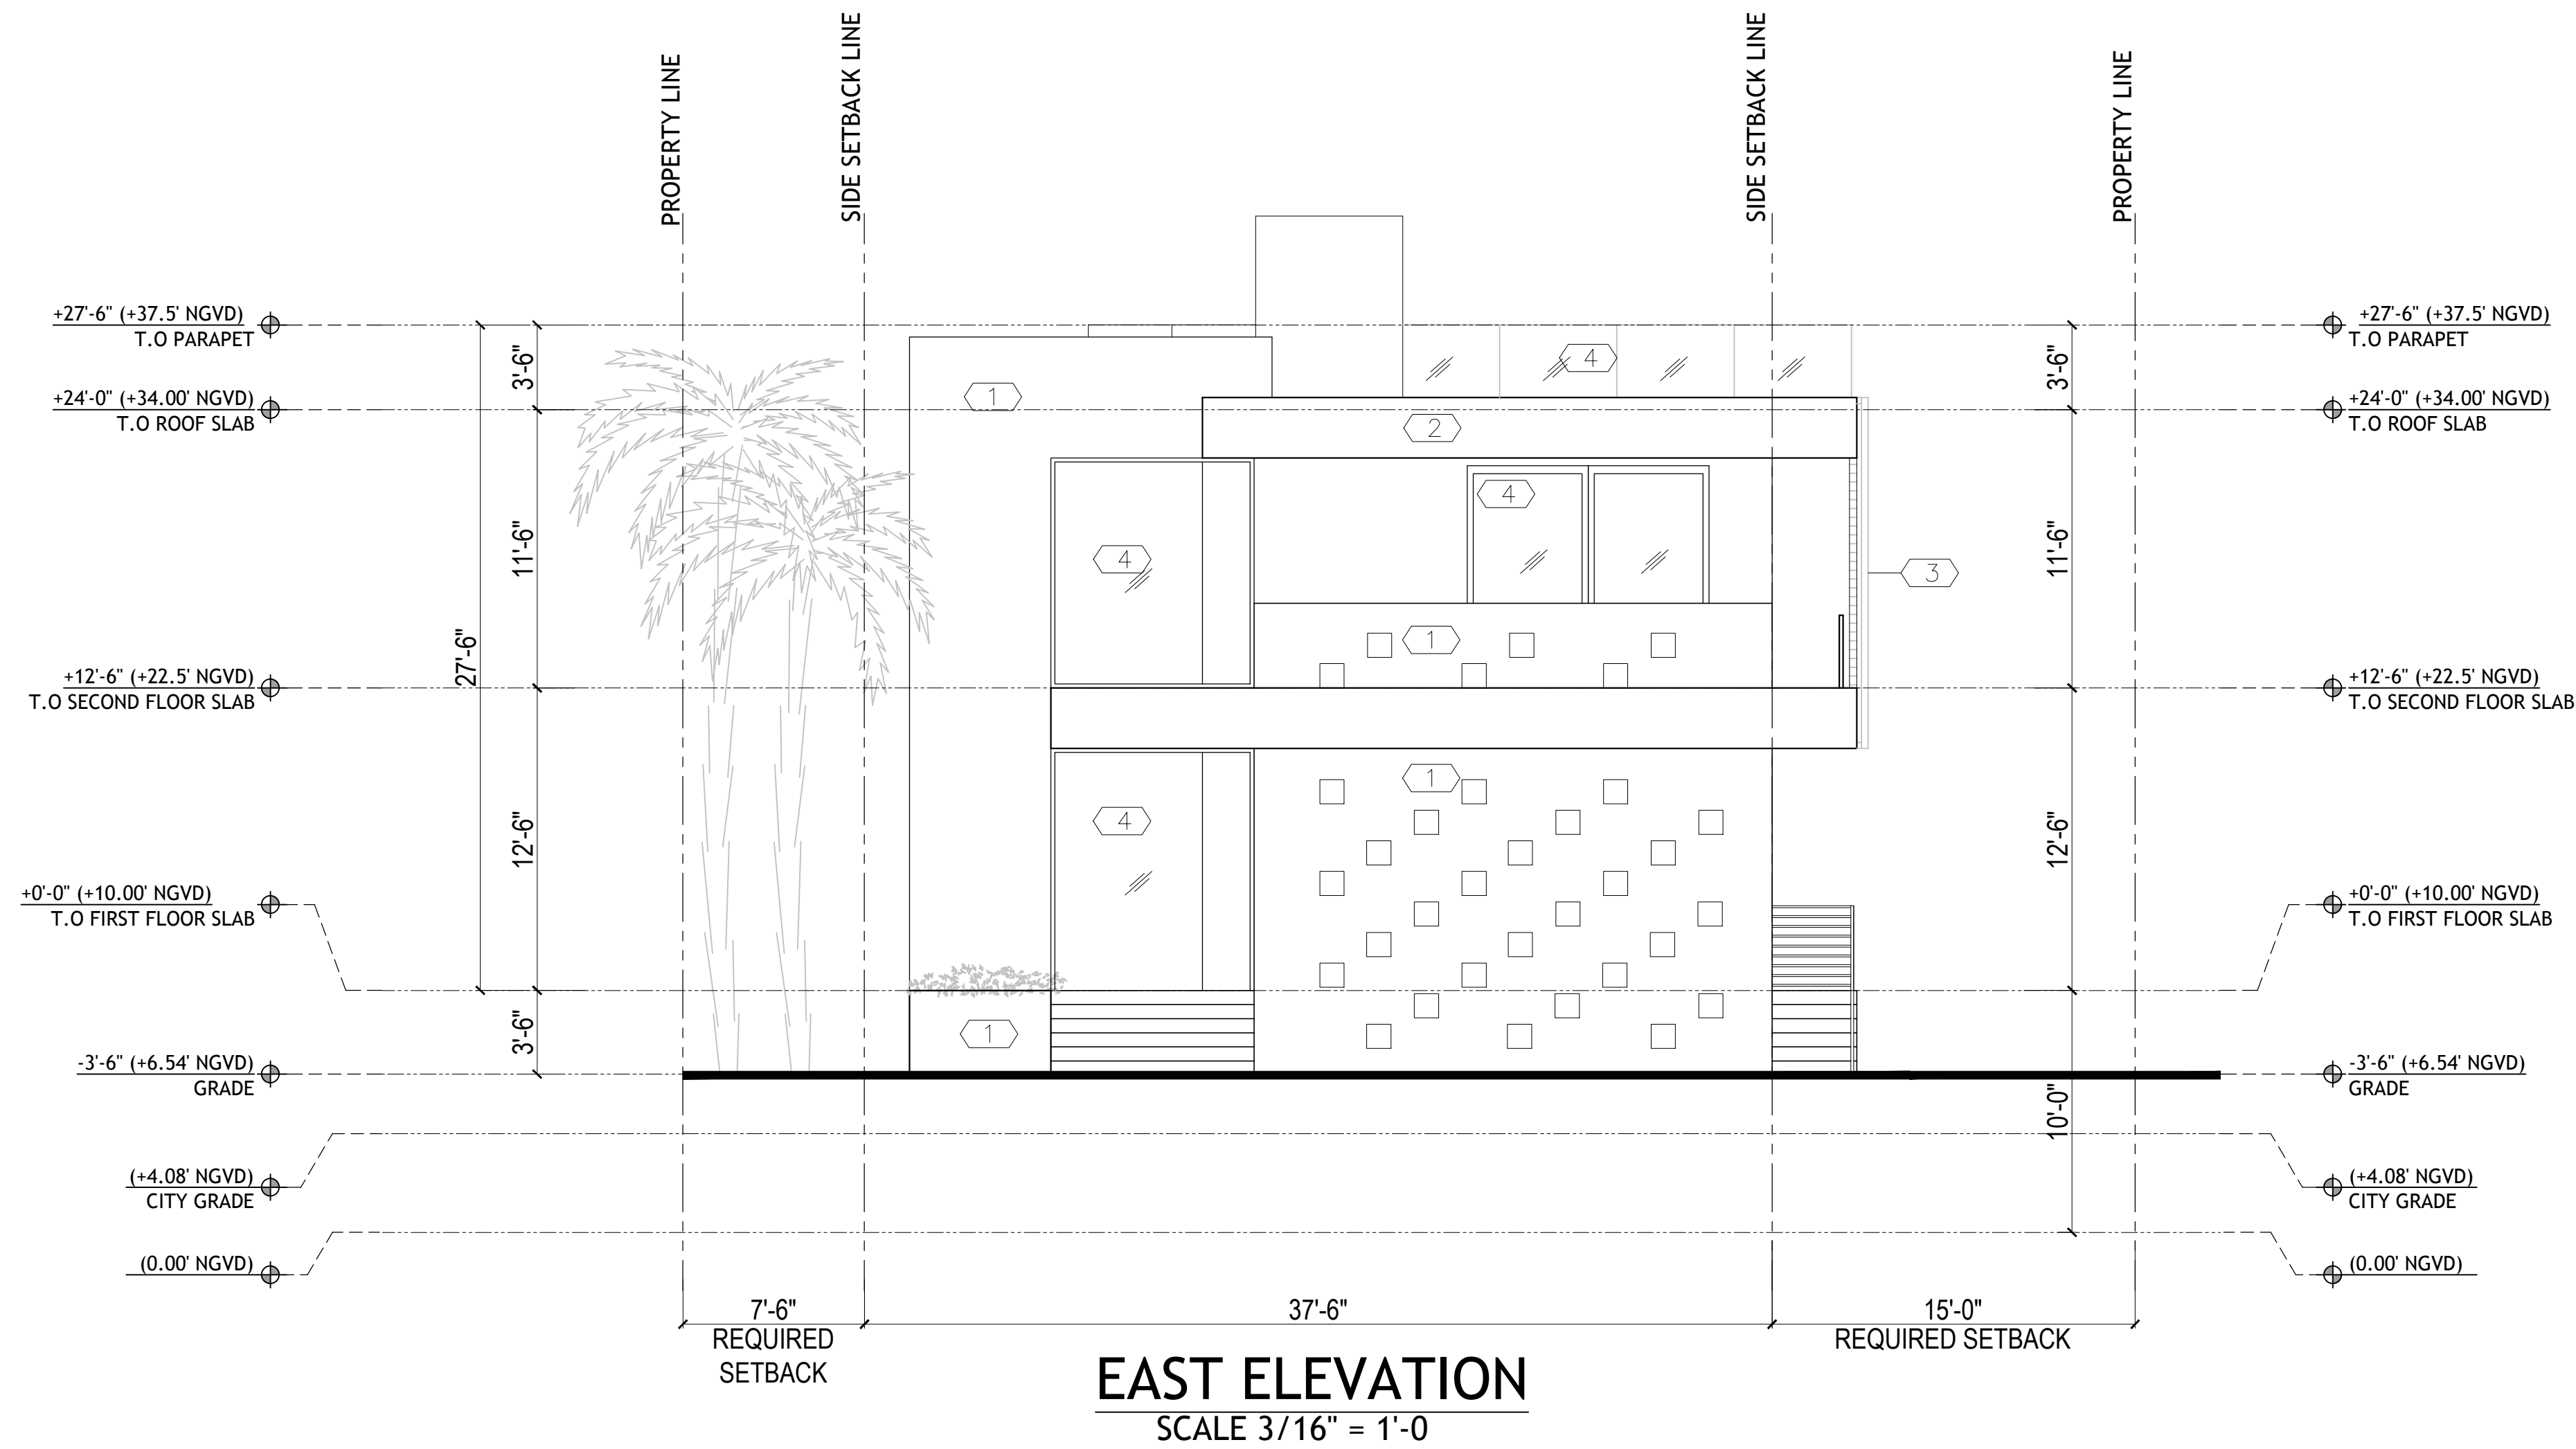 PROPERTY LINE
SIDE SETBACK LINE
SIDE SETBACK LINE
PROPERTY LINE
+27'-6" (+37.5' NGVD)
T.O PARAPET
+24'-0" (+34.00' NGVD)
T.O ROOF SLAB
+12'-6" (+22.5' NGVD)
T.O SECOND FLOOR SLAB
+0'-0" (+10.00' NGVD)
T.O FIRST FLOOR SLAB
-3'-6" (+6.54' NGVD)
GRADE
(+4.08' NGVD)
CITY GRADE
(0.00' NGVD)
27'-6"
3'-6"
11'-6"
12'-6"
3'-6"
1
4
2
4
4
3
1
1
4
1
3'-6"
11'-6"
12'-6"
10'-0"
+27'-6" (+37.5' NGVD)
T.O PARAPET
+24'-0" (+34.00' NGVD)
T.O ROOF SLAB
+12'-6" (+22.5' NGVD)
T.O SECOND FLOOR SLAB
+0'-0" (+10.00' NGVD)
T.O FIRST FLOOR SLAB
-3'-6" (+6.54' NGVD)
GRADE
(+4.08' NGVD)
CITY GRADE
(0.00' NGVD)
7'-6"
REQUIRED
SETBACK
37'-6"
15'-0"
REQUIRED SETBACK
EAST ELEVATION
SCALE 3/16" = 1'-0